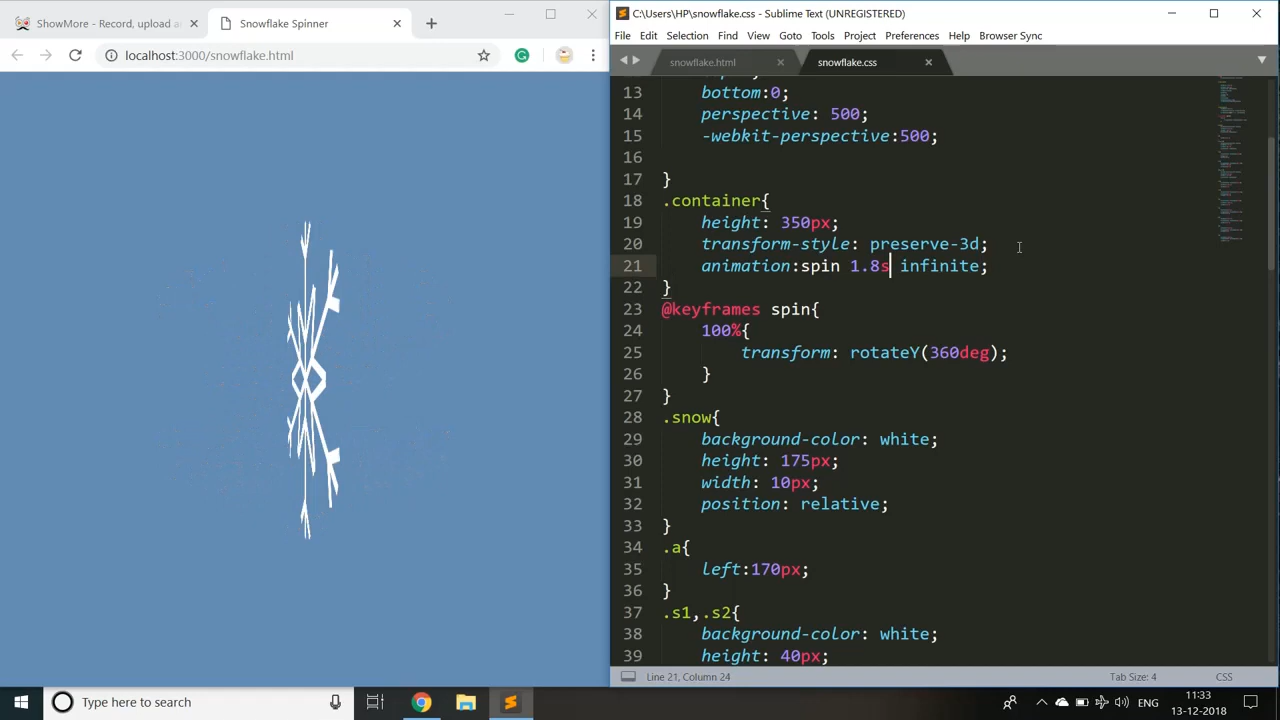 ShowMore - Record, upload a
Snowflake Spinner
C:\Users\HP\snowflake.css - Sublime Text (UNREGISTERED)
localhost:3000/snowflake.html
File Edit Selection Find View Goto Tools Project Preferences Help Browser Sync
snowflake.html
snowflake.css
13 bottom:0;
14 perspective: 500;
15 -webkit-perspective:500;
16
17 }
18 .container{
19 height: 350px;
20 transform-style: preserve-3d;
21 animation:spin 1.8s infinite;
22 }
23 @keyframes spin{
24 100%{
25 transform: rotateY(360deg);
26 }
27 }
28 .snow{
29 background-color: white;
30 height: 175px;
31 width: 10px;
32 position: relative;
33 }
34 .a{
35 left:170px;
36 }
37 .s1,.s2{
38 background-color: white;
39 height: 40px;
Line 21, Column 24
Tab Size: 4
CSS
Type here to search
ENG
11:33
13-12-2018